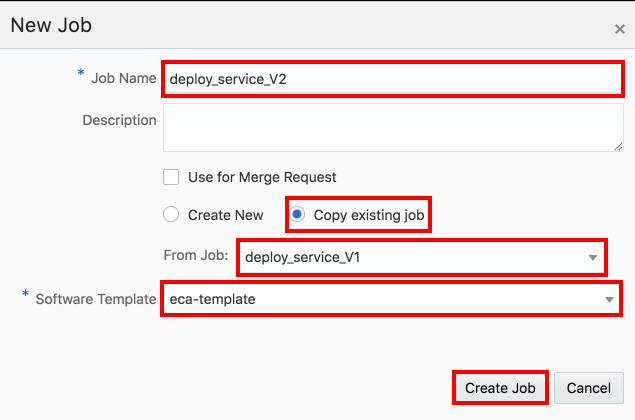 New Job
×
* Job Name deploy_service_V2
Description
Use for Merge Request
Create New Copy existing job
From Job: deploy_service_V1
* Software Template eca-template
Create Job Cancel